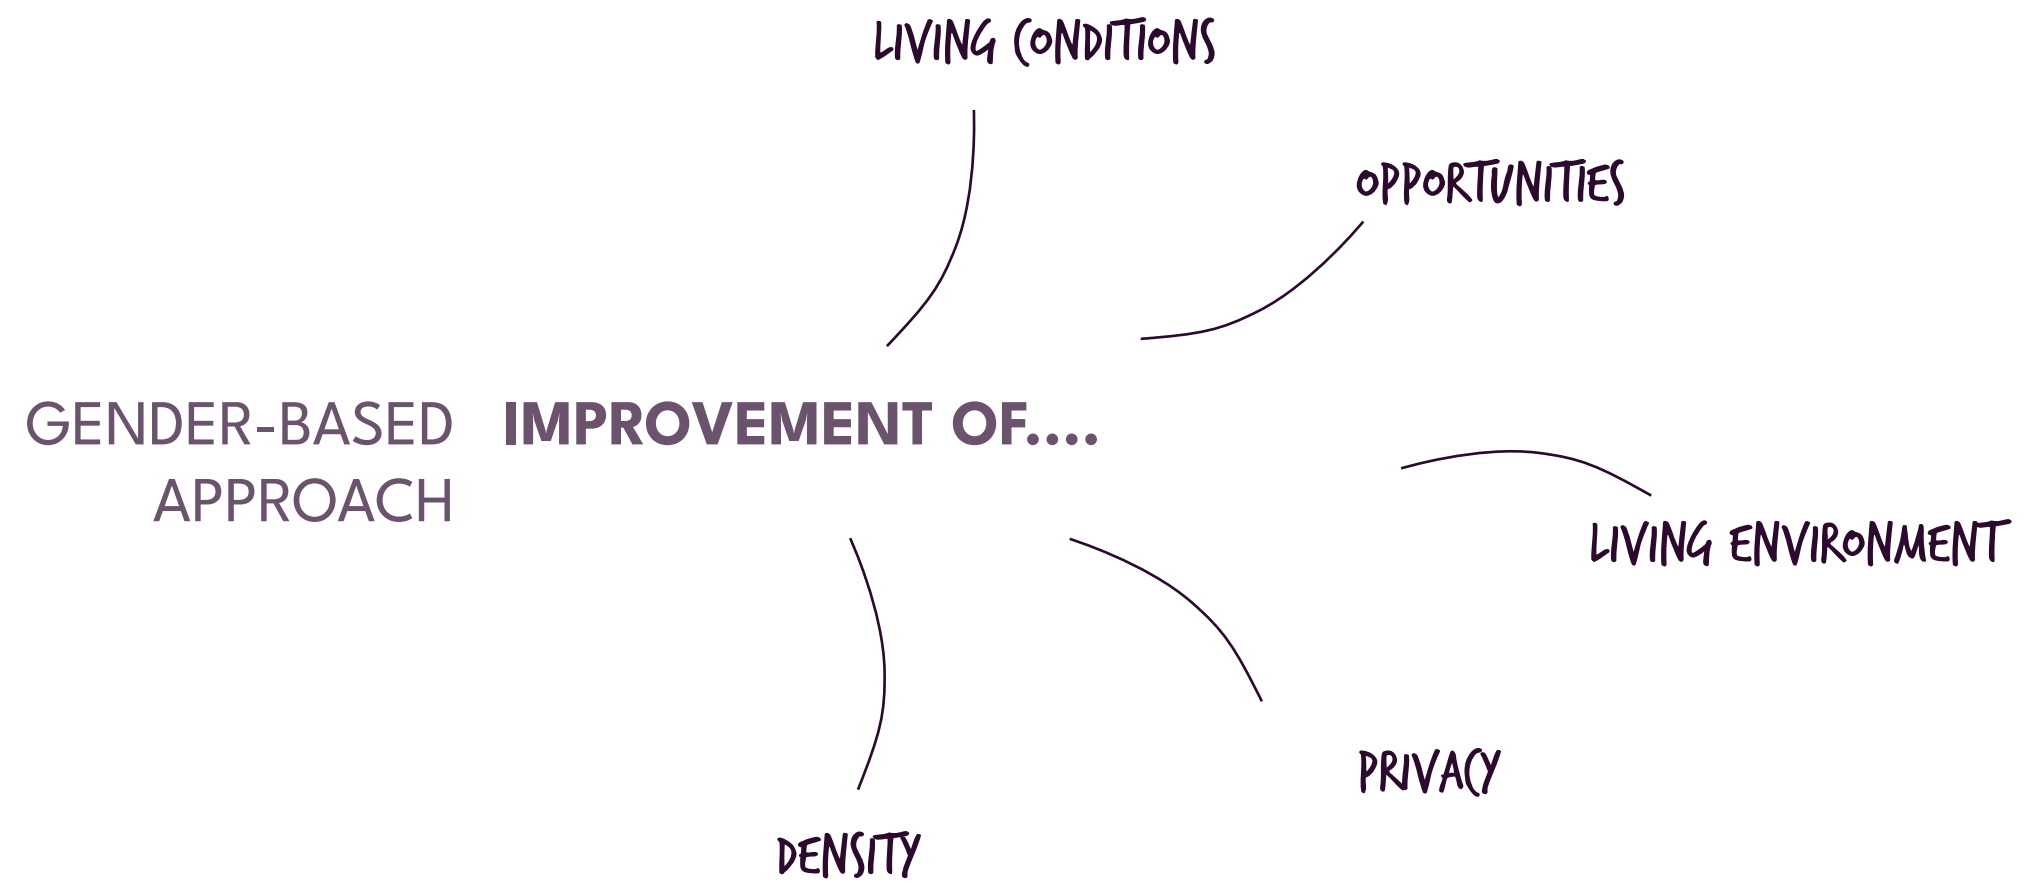 LIVING CONDITIONS
OPPORTUNITIES
GENDER-BASED IMPROVEMENT OF....
APPROACH
LIVING ENVIRONMENT
PRIVACY
DENSITY